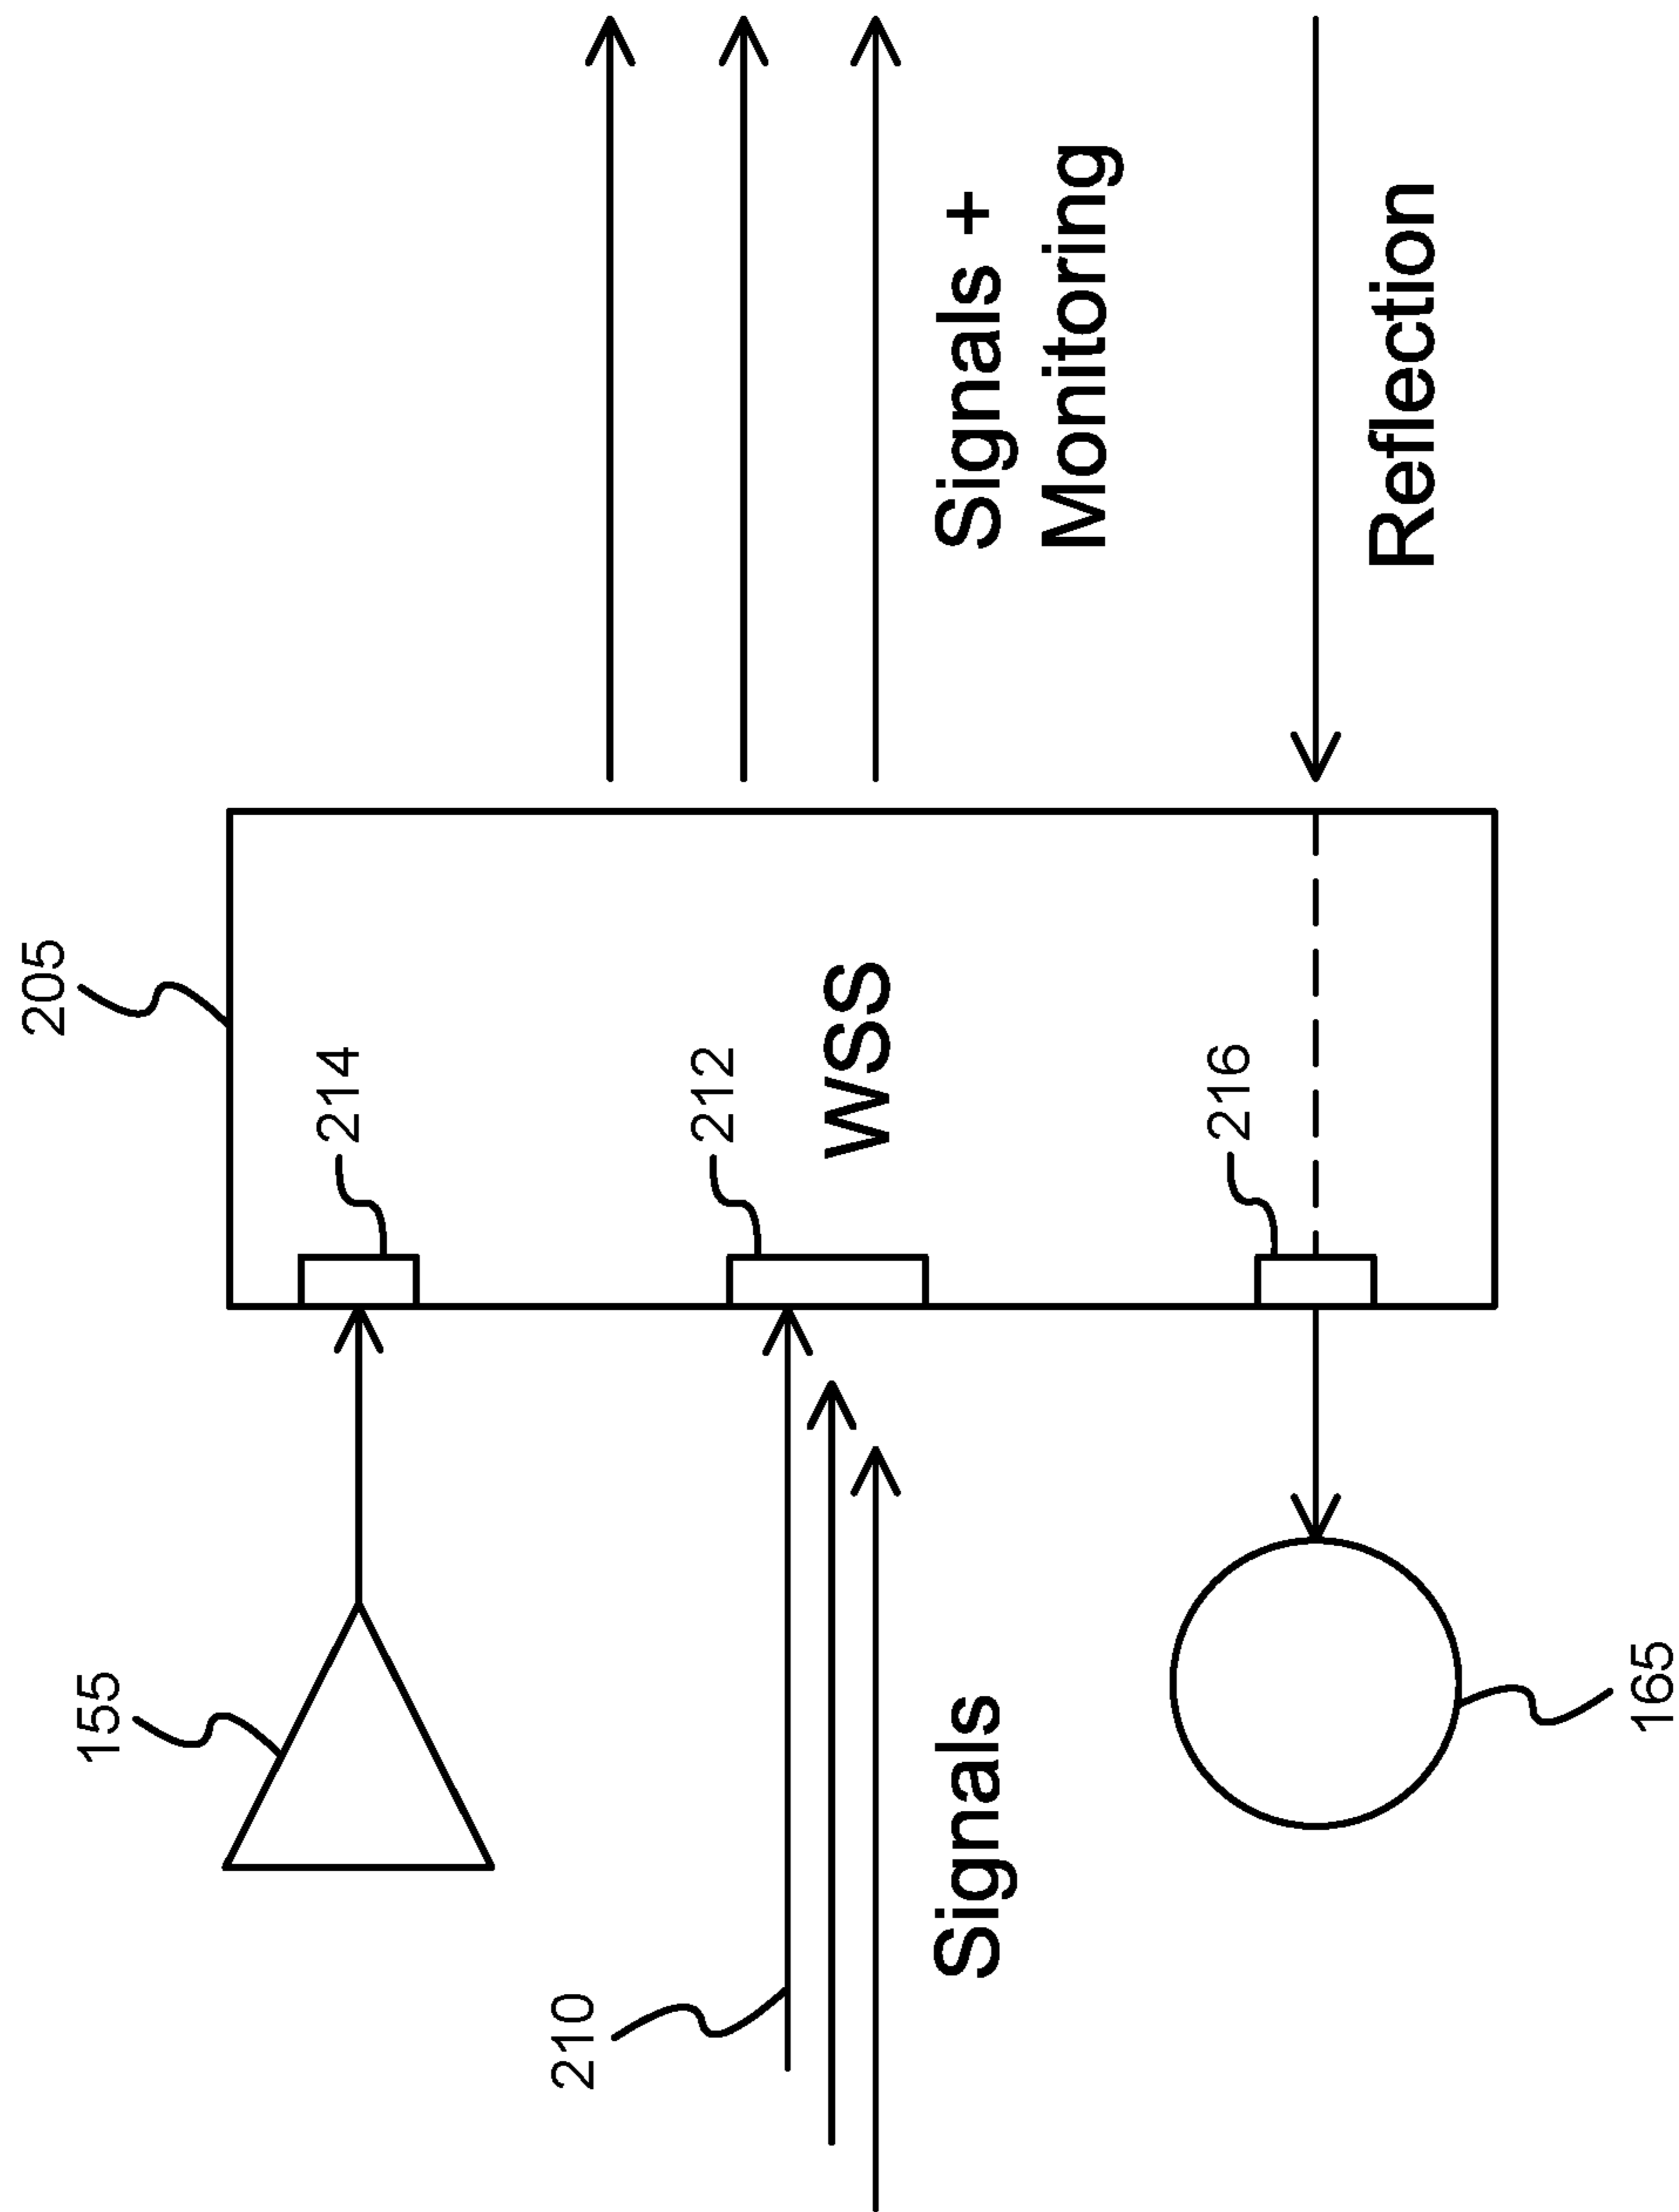 205
214
155
212
WSS
210
Signals
Signals +
Monitoring
216
Reflection
165